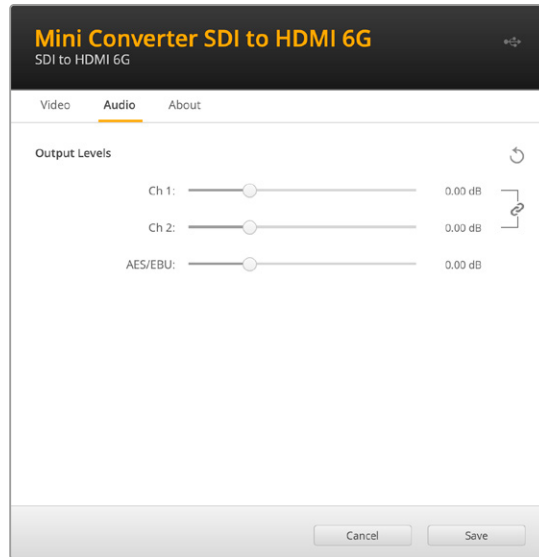 Mini Converter SDI to HDMI 6G
SDI to HDMI 6G
Video Audio About
Output Levels
Ch 1: 0.00 dB
Ch 2: 0.00 dB
AES/EBU: 0.00 dB
Cancel Save